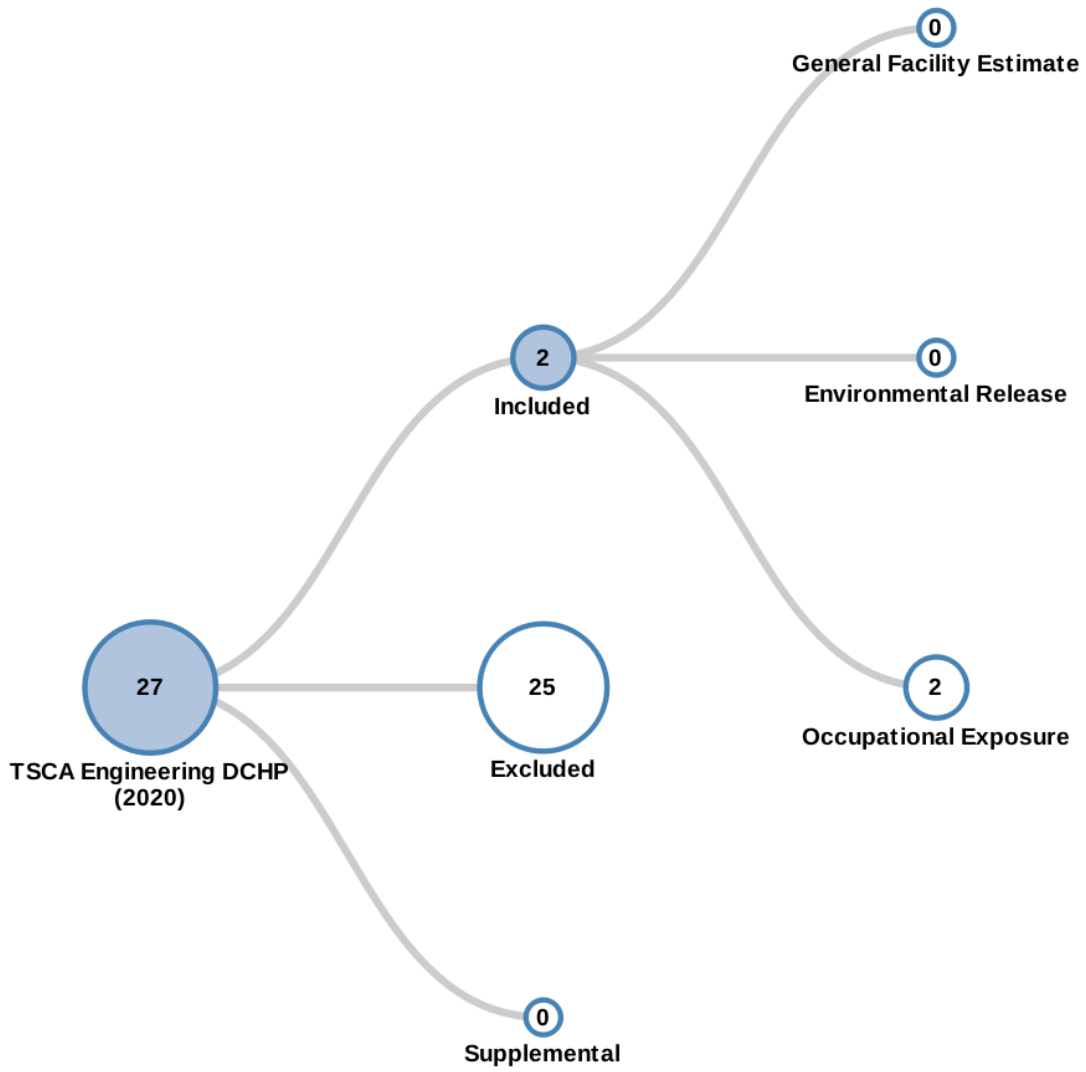 0
General Facility Estimate
2
Included
0
Environmental Release
27
TSCA Engineering DCHP
(2020)
25
Excluded
2
Occupational Exposure
0
Supplemental